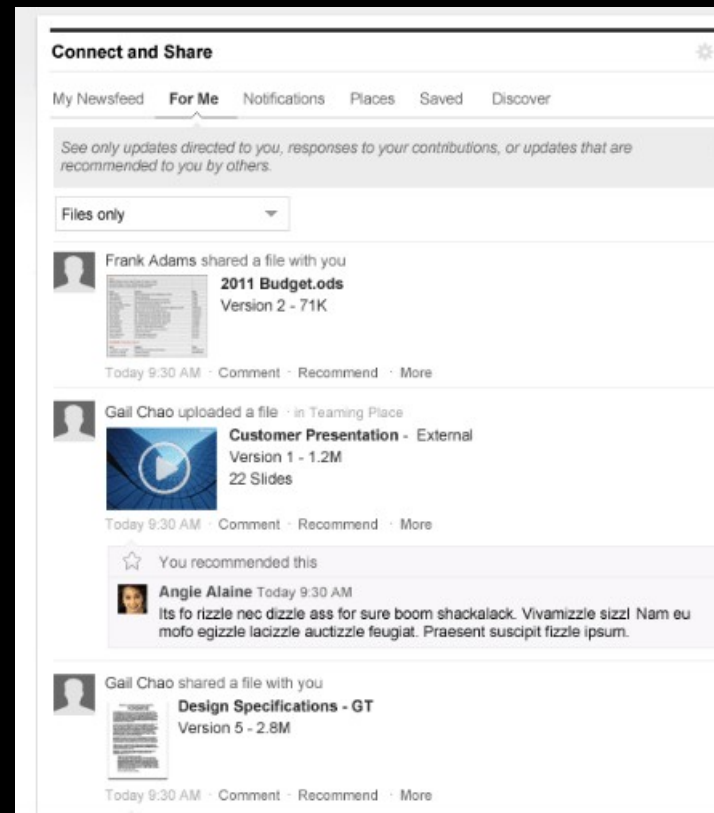 Connect and Share
My Newsfeed For Me Notifications Places Saved Discover
See only updates directed to you, responses to your contributions, or updates that are
recommended to you by others.
Files only
Frank Adams shared a file with you
2011 Budget.ods
Version 2 - 71K
Today 9:30 AM · Comment · Recommend · More
Gail Chao uploaded a file · in Teaming Place
Customer Presentation - External
Version 1 - 1.2M
22 Slides
Today 9:30 AM · Comment · Recommend · More
You recommended this
Angie Alaine Today 9:30 AM
Its fo rizzle nec dizzle ass for sure boom shackalack. Vivamizzle sizzl Nam eu
mofo egizzle lacizzle auctizzle feugiat. Praesent suscipit fizzle ipsum.
Gail Chao shared a file with you
Design Specifications - GT
Version 5 - 2.8M
Today 9:30 AM · Comment · Recommend · More